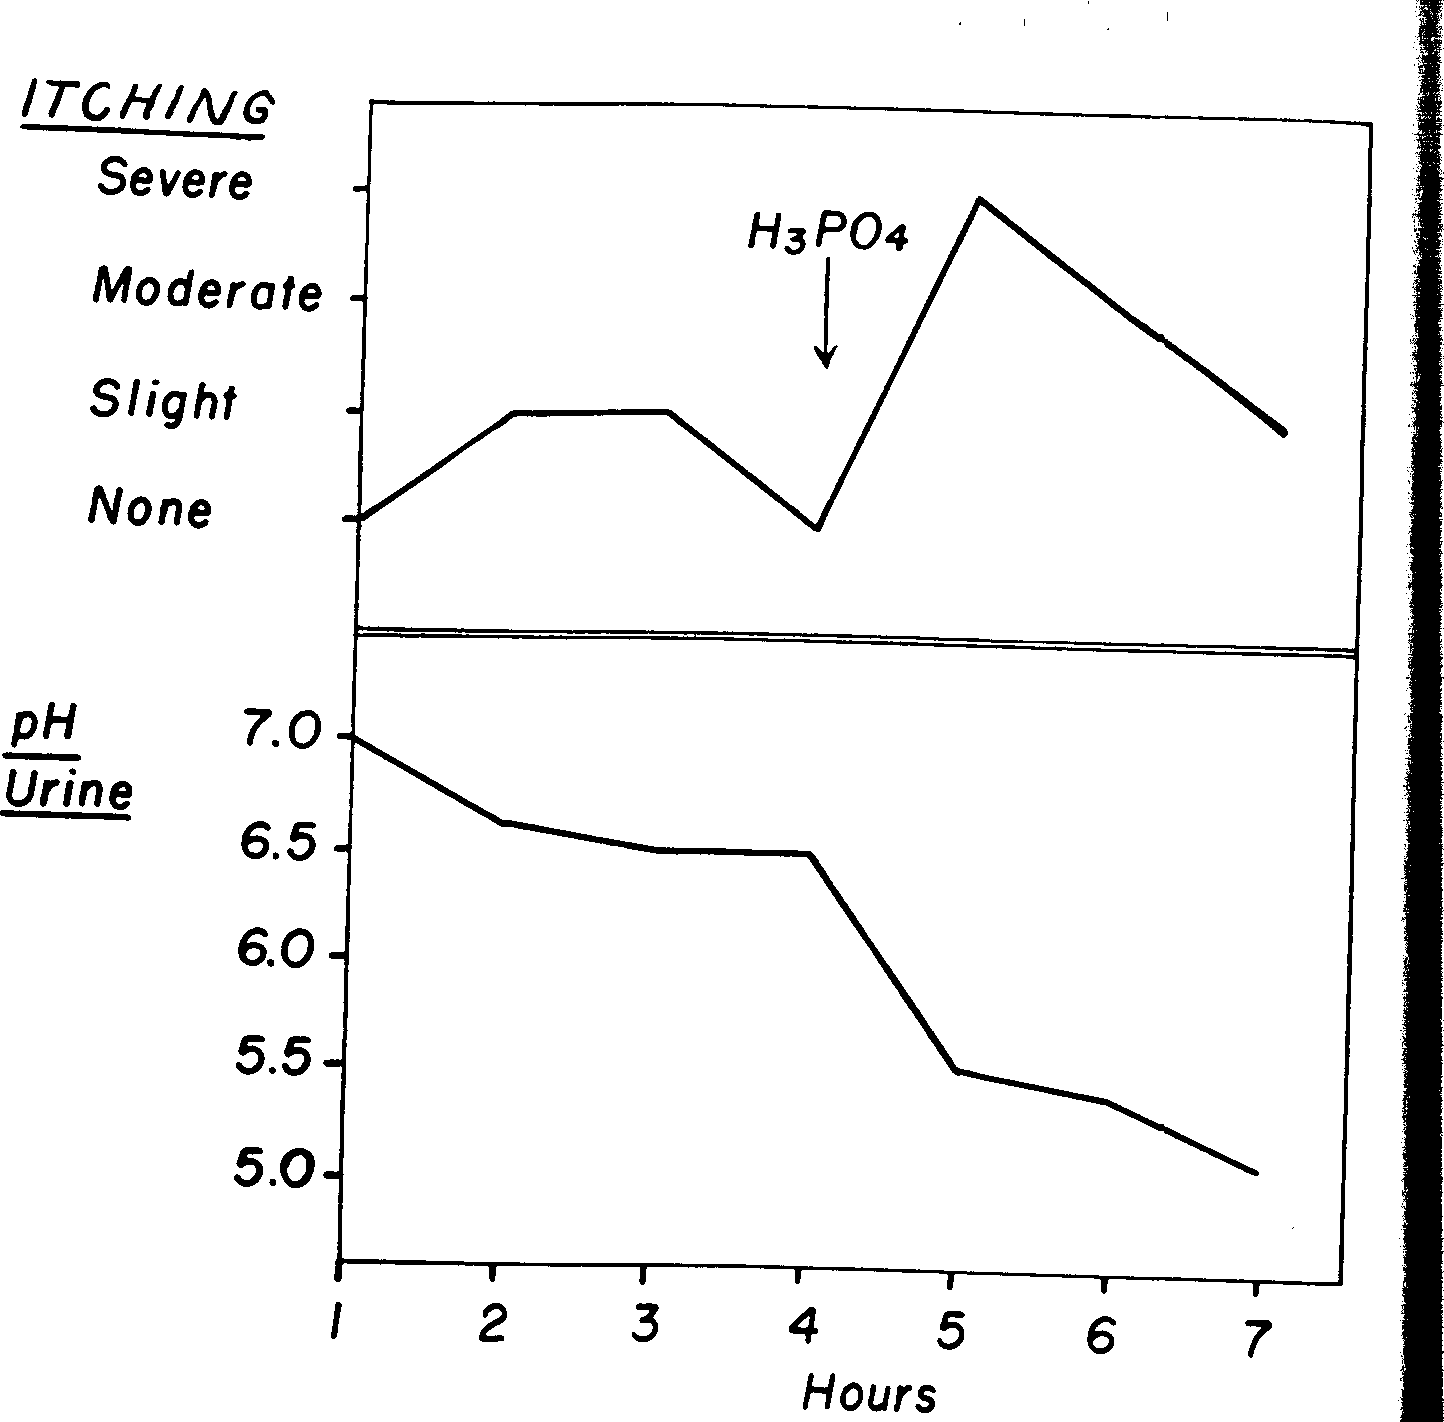 ITCHING
Severe
H3PO4
Moderate
Slight
None
pH
Urine
7.0
6.5
6.0
5.5
5.0
1 2 3 4 5 6 7
Hours